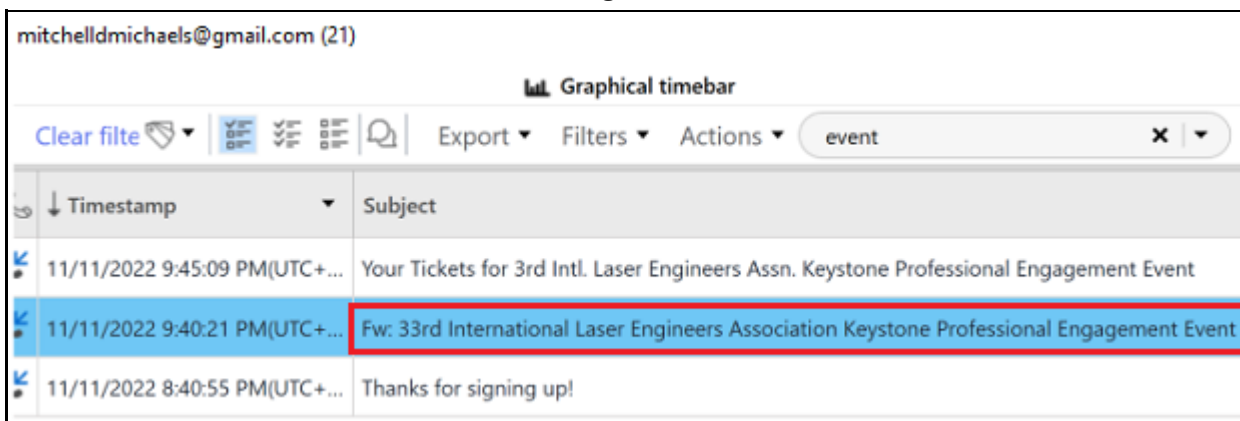 mitchelldmichaels@gmail.com (21)
Graphical timebar
Clear filte Export Filters Actions event
Timestamp Subject
11/11/2022 9:45:09 PM(UTC+... Your Tickets for 3rd Intl. Laser Engineers Assn. Keystone Professional Engagement Event
11/11/2022 9:40:21 PM(UTC+... Fw: 33rd International Laser Engineers Association Keystone Professional Engagement Event
11/11/2022 8:40:55 PM(UTC+... Thanks for signing up!